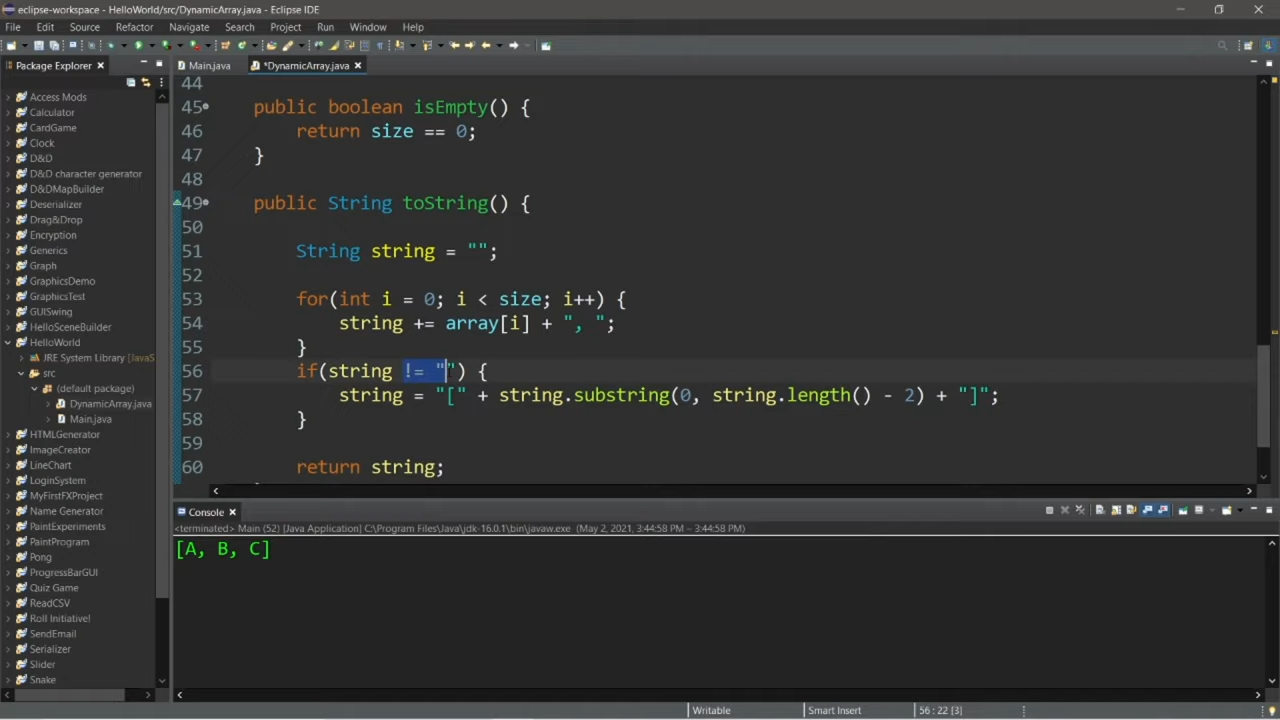 eclipse-workspace - HelloWorld/src/DynamicArray.java - Eclipse IDE
File Edit Source Refactor Navigate Search Project Run Window Help
Package Explorer
Main.java
*DynamicArray.java
Access Mods
Calculator
CardGame
Clock
D&D
D&D character generator
D&DMapBuilder
Deserializer
Drag&Drop
Encryption
Generics
Graph
GraphicsDemo
GraphicsTest
GUISwing
HelloSceneBuilder
HelloWorld
JRE System Library [JavaS
src
(default package)
DynamicArray.java
Main.java
HTMLGenerator
ImageCreator
LineChart
LoginSystem
MyFirstFXProject
Name Generator
PaintExperiments
PaintProgram
Pong
ProgressBarGUI
Quiz Game
ReadCSV
Roll Initiative!
SendEmail
Serializer
Slider
Snake
44
45 public boolean isEmpty() {
46 return size == 0;
47 }
48
49 public String toString() {
50
51 String string = "";
52
53 for(int i = 0; i < size; i++) {
54 string += array[i] + ", ";
55 }
56 if(string != "") {
57 string = "[" + string.substring(0, string.length() - 2) + "]";
58 }
59
60 return string;
Console
<terminated> Main (52) [Java Application] C:\Program Files\Java\jdk-16.0.1\bin\javaw.exe (May 2, 2021, 3:44:58 PM – 3:44:58 PM)
[A, B, C]
Writable Smart Insert 56 : 22 [3]